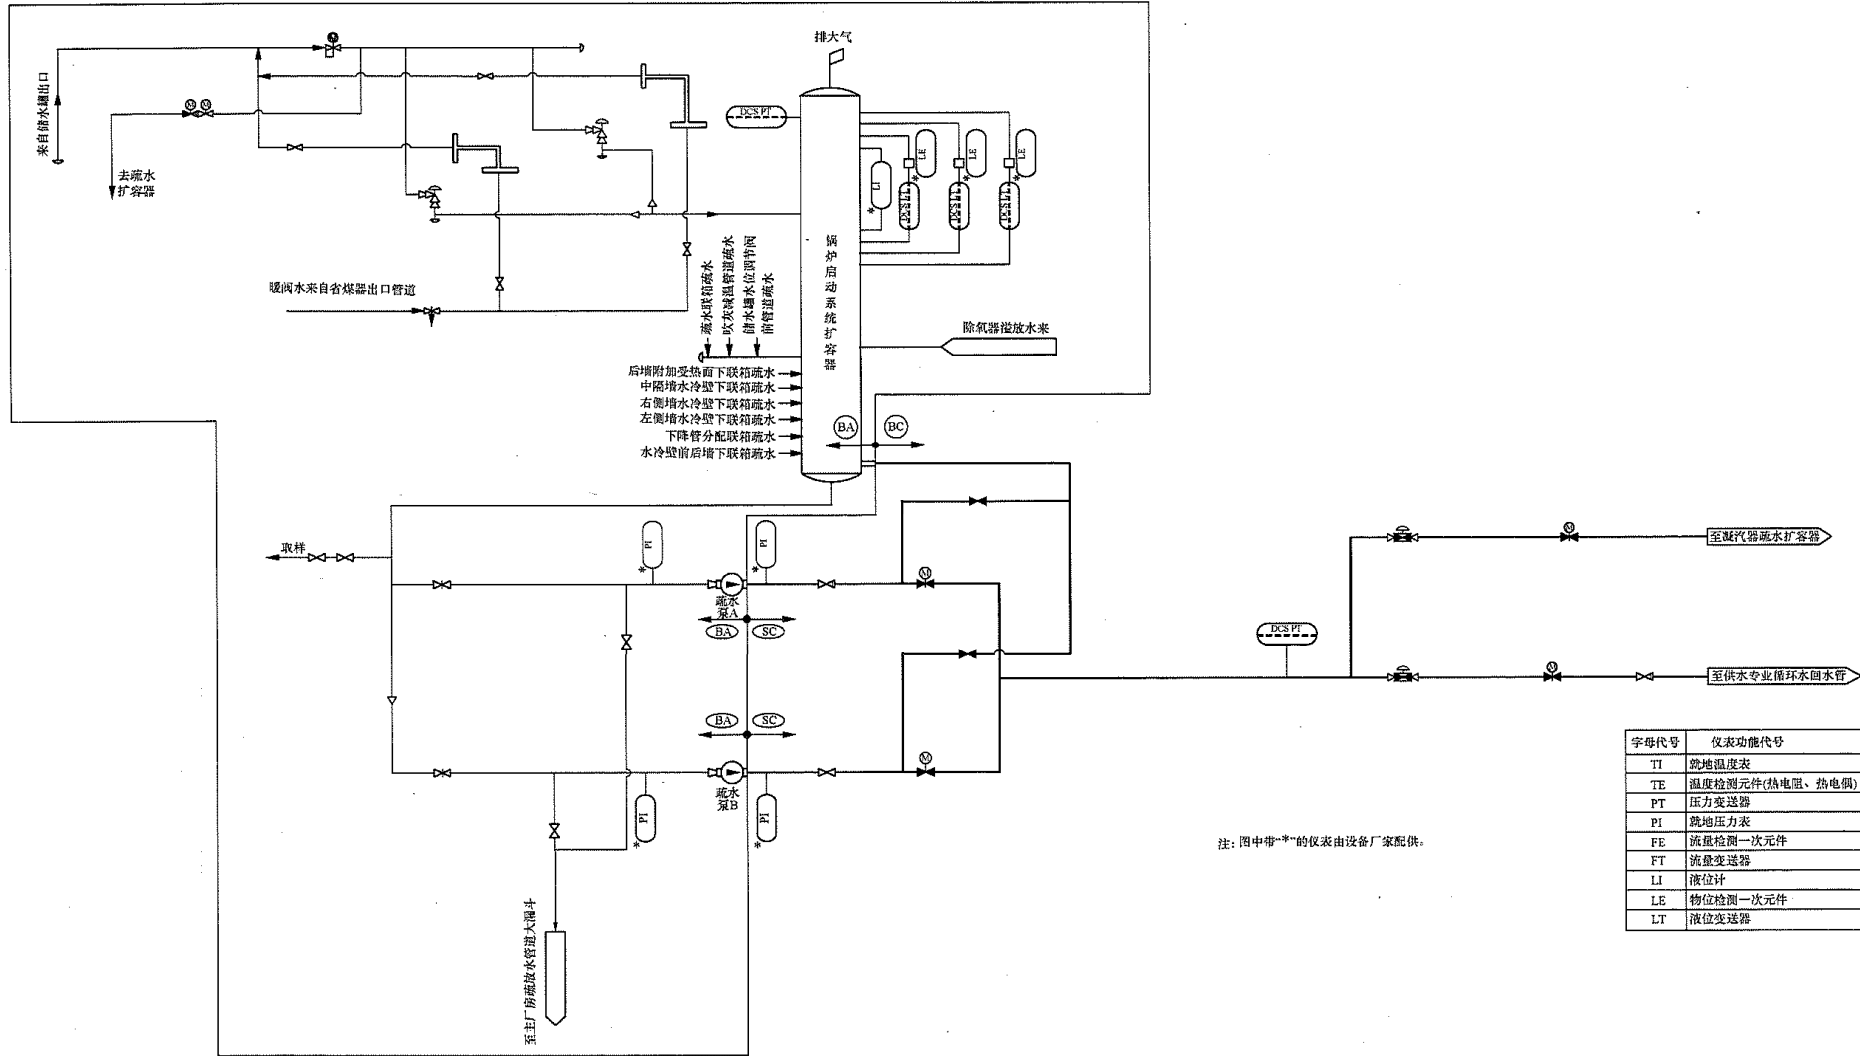 排大气
M
来自储水罐出口
M
M
去疏水
扩容器
DCS PT
LE
LE
LE
LI
*
*
*
*
DCS LT
DCS LT
DCS LT
暖阀水来自省煤器出口管道
疏水联箱疏水
吹灰减温管道疏水
储水罐水位调节阀
前管道疏水
锅炉启动系统扩容器
除氧器溢放水来
后墙附加受热面下联箱疏水
中隔墙水冷壁下联箱疏水
右侧墙水冷壁下联箱疏水
左侧墙水冷壁下联箱疏水
下降管分配联箱疏水
水冷壁前后墙下联箱疏水
BA
BC
取样
PI
*
PI
*
疏水
泵A
M
BA
SC
BA
SC
疏水
泵B
M
PI
*
PI
*
DCS PT
M
至凝汽器疏水扩容器
M
至供水专业循环水回水管
至主厂房疏放水管道大漏斗
注: 图中带"*"的仪表由设备厂家配供。
字母代号 仪表功能代号
TI 就地温度表
TE 温度检测元件(热电阻、热电偶)
PT 压力变送器
PI 就地压力表
FE 流量检测一次元件
FT 流量变送器
LI 液位计
LE 物位检测一次元件
LT 液位变送器